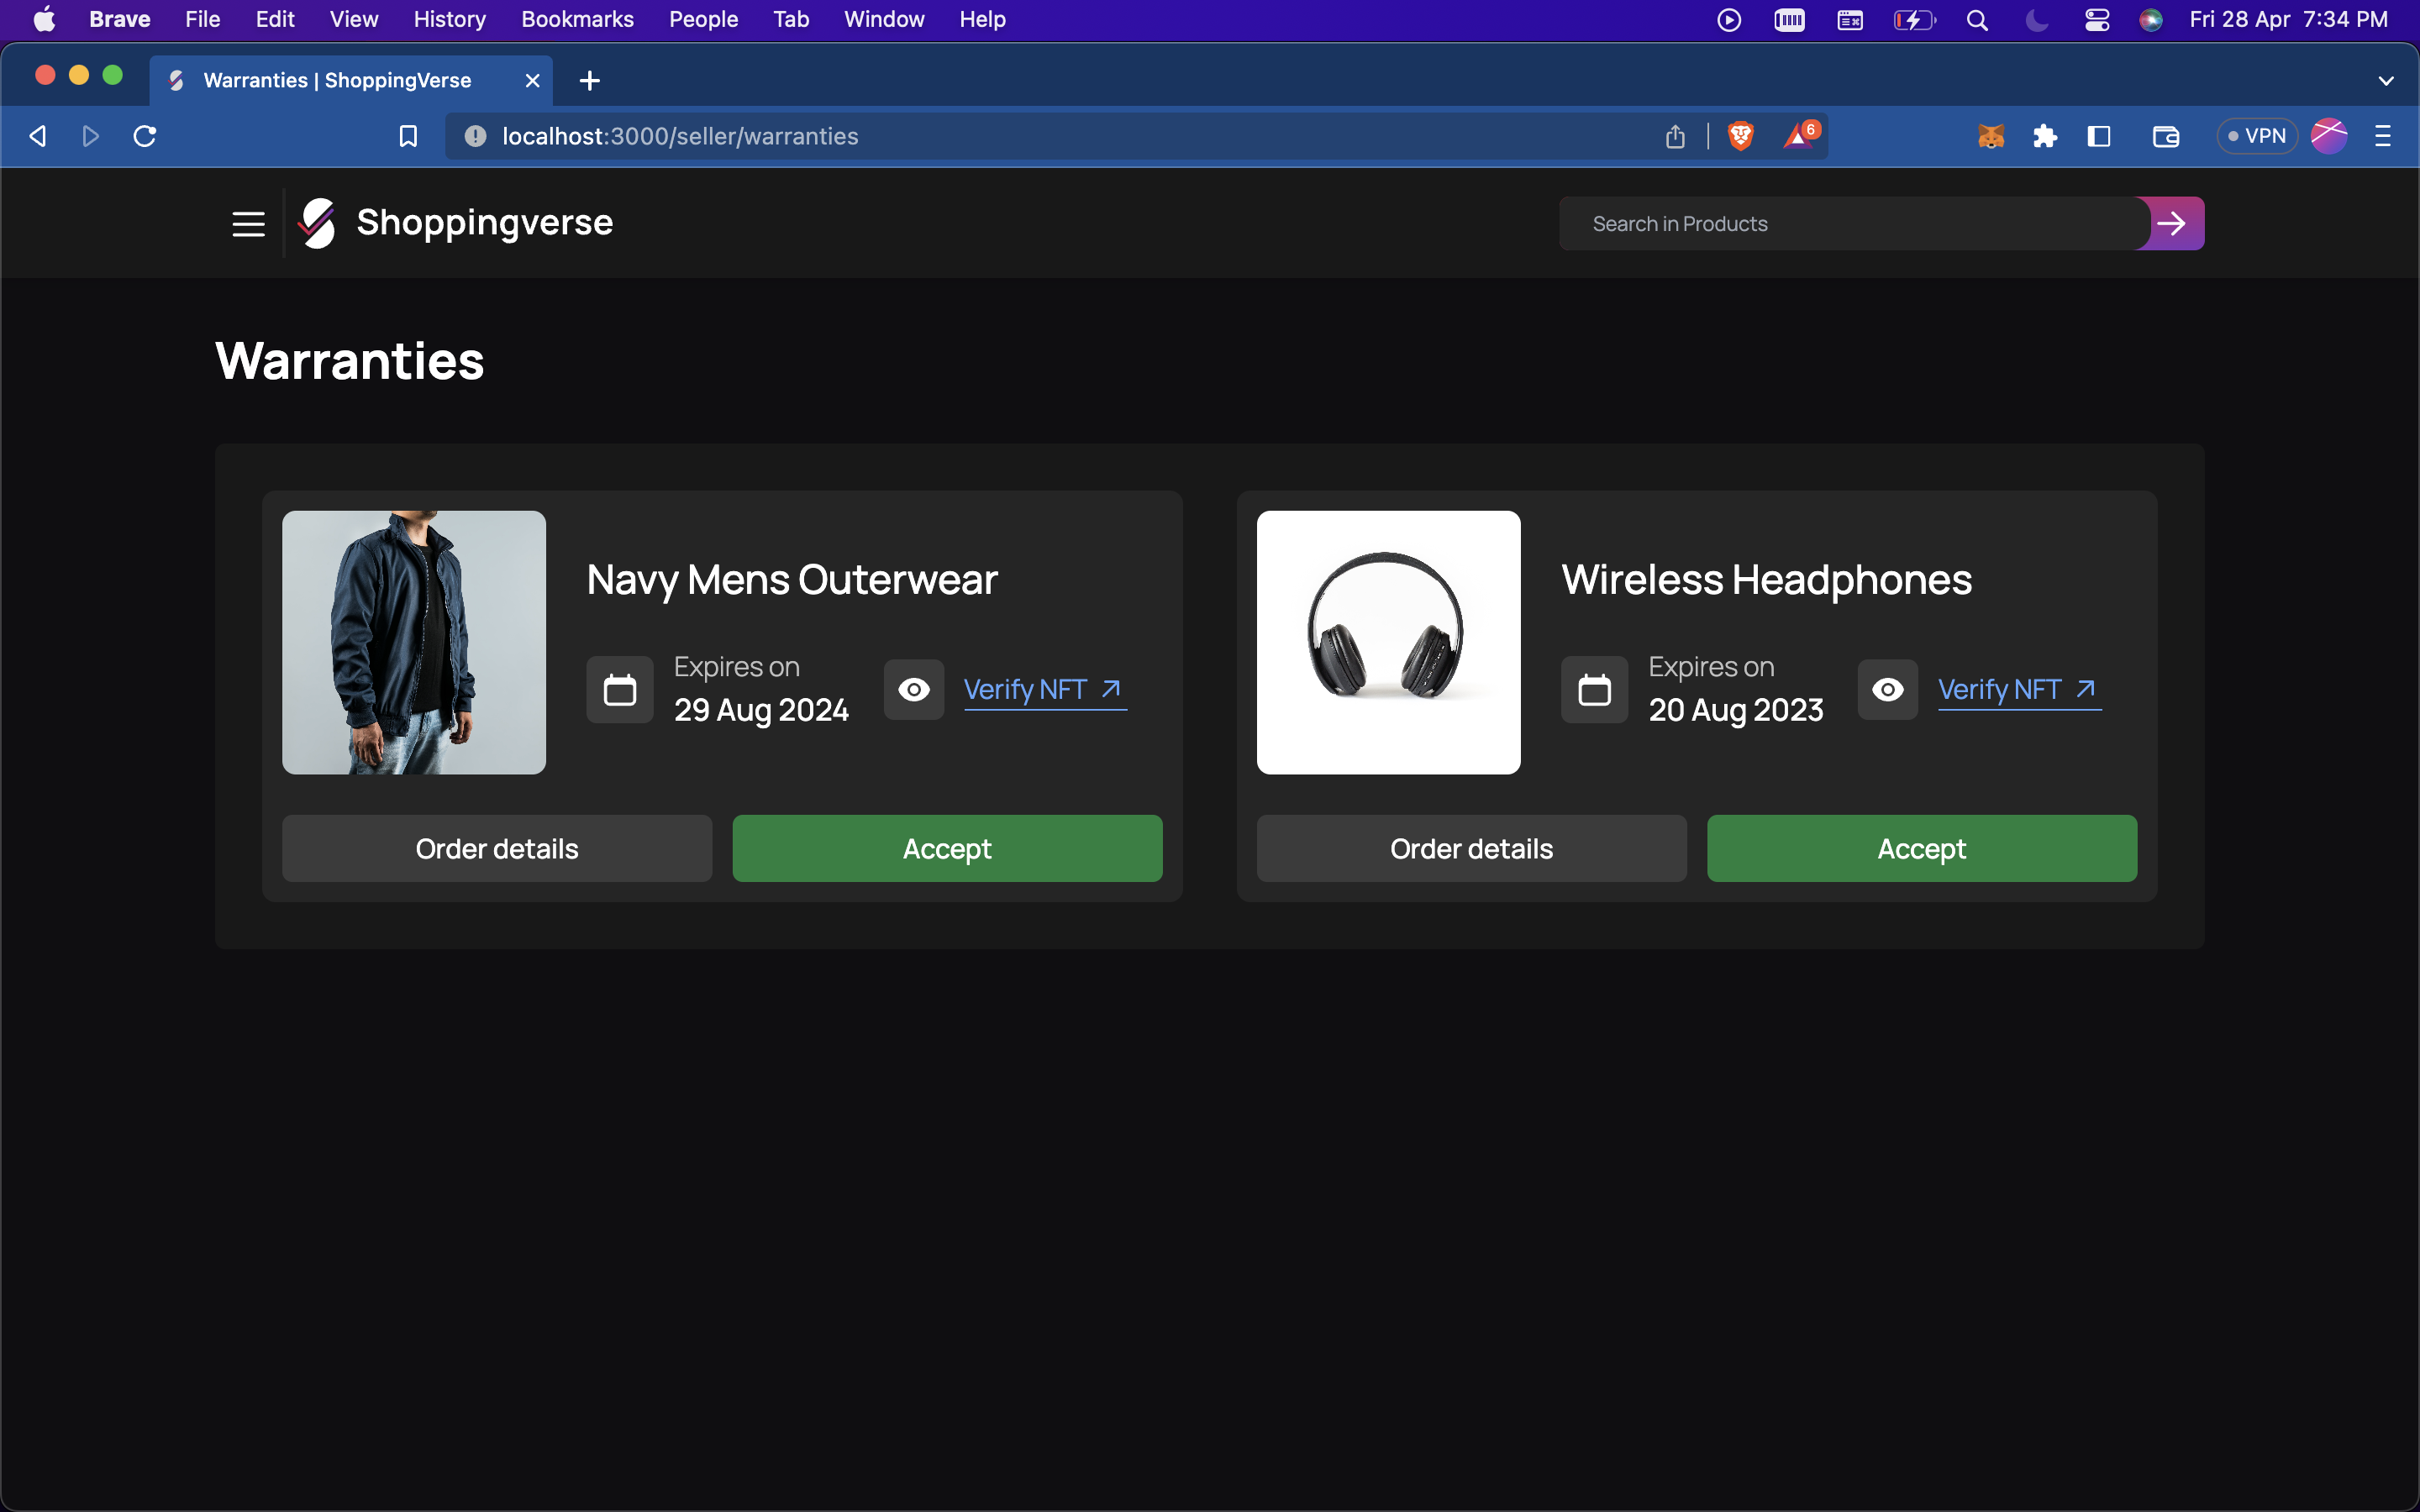 Brave File Edit View History Bookmarks People Tab Window Help Fri 28 Apr 7:34 PM
Warranties | ShoppingVerse
localhost:3000/seller/warranties 6 VPN
Shoppingverse Search in Products
Warranties
Navy Mens Outerwear
Expires on
29 Aug 2024
Verify NFT
Order details Accept
Wireless Headphones
Expires on
20 Aug 2023
Verify NFT
Order details Accept